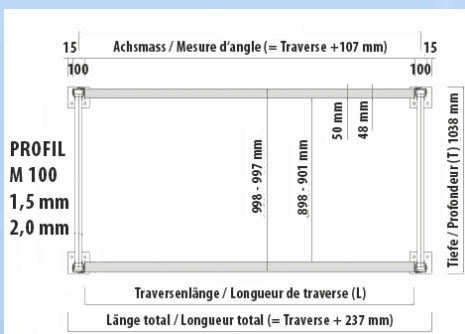 15 Achsmass / Mesure d'angle (= Traverse +107 mm) 15
100 100
PROFIL
M 100
1,5 mm
2,0 mm
998 - 997 mm
898 - 901 mm
50 mm
48 mm
Tiefe / Profondeur (T) 1038 mm
Traversenlänge / Longueur de traverse (L)
Länge total / Longueur total (= Traverse + 237 mm)